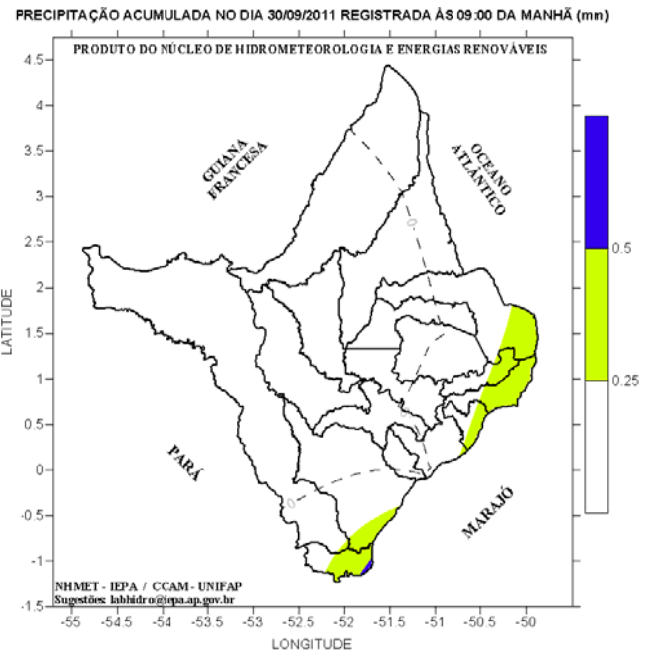 PRECIPITAÇÃO ACUMULADA NO DIA 30/09/2011 REGISTRADA ÀS 09:00 DA MANHÃ (mm)
PRODUTO DO NÚCLEO DE HIDROMETEOROLOGIA E ENERGIAS RENOVÁVEIS
4.5
4
3.5
3
2.5
2
1.5
1
0.5
0
-0.5
-1
-1.5
LATITUDE
GUIANA
FRANCESA
OCEANO
ATLÂNTICO
PARÁ
MARAJÓ
0
0
0
0.5
0.25
NHMET - IEPA / CCAM - UNIFAP
Sugestões: labhidro@iepa.ap.gov.br
-55
-54.5
-54
-53.5
-53
-52.5
-52
-51.5
-51
-50.5
-50
LONGITUDE